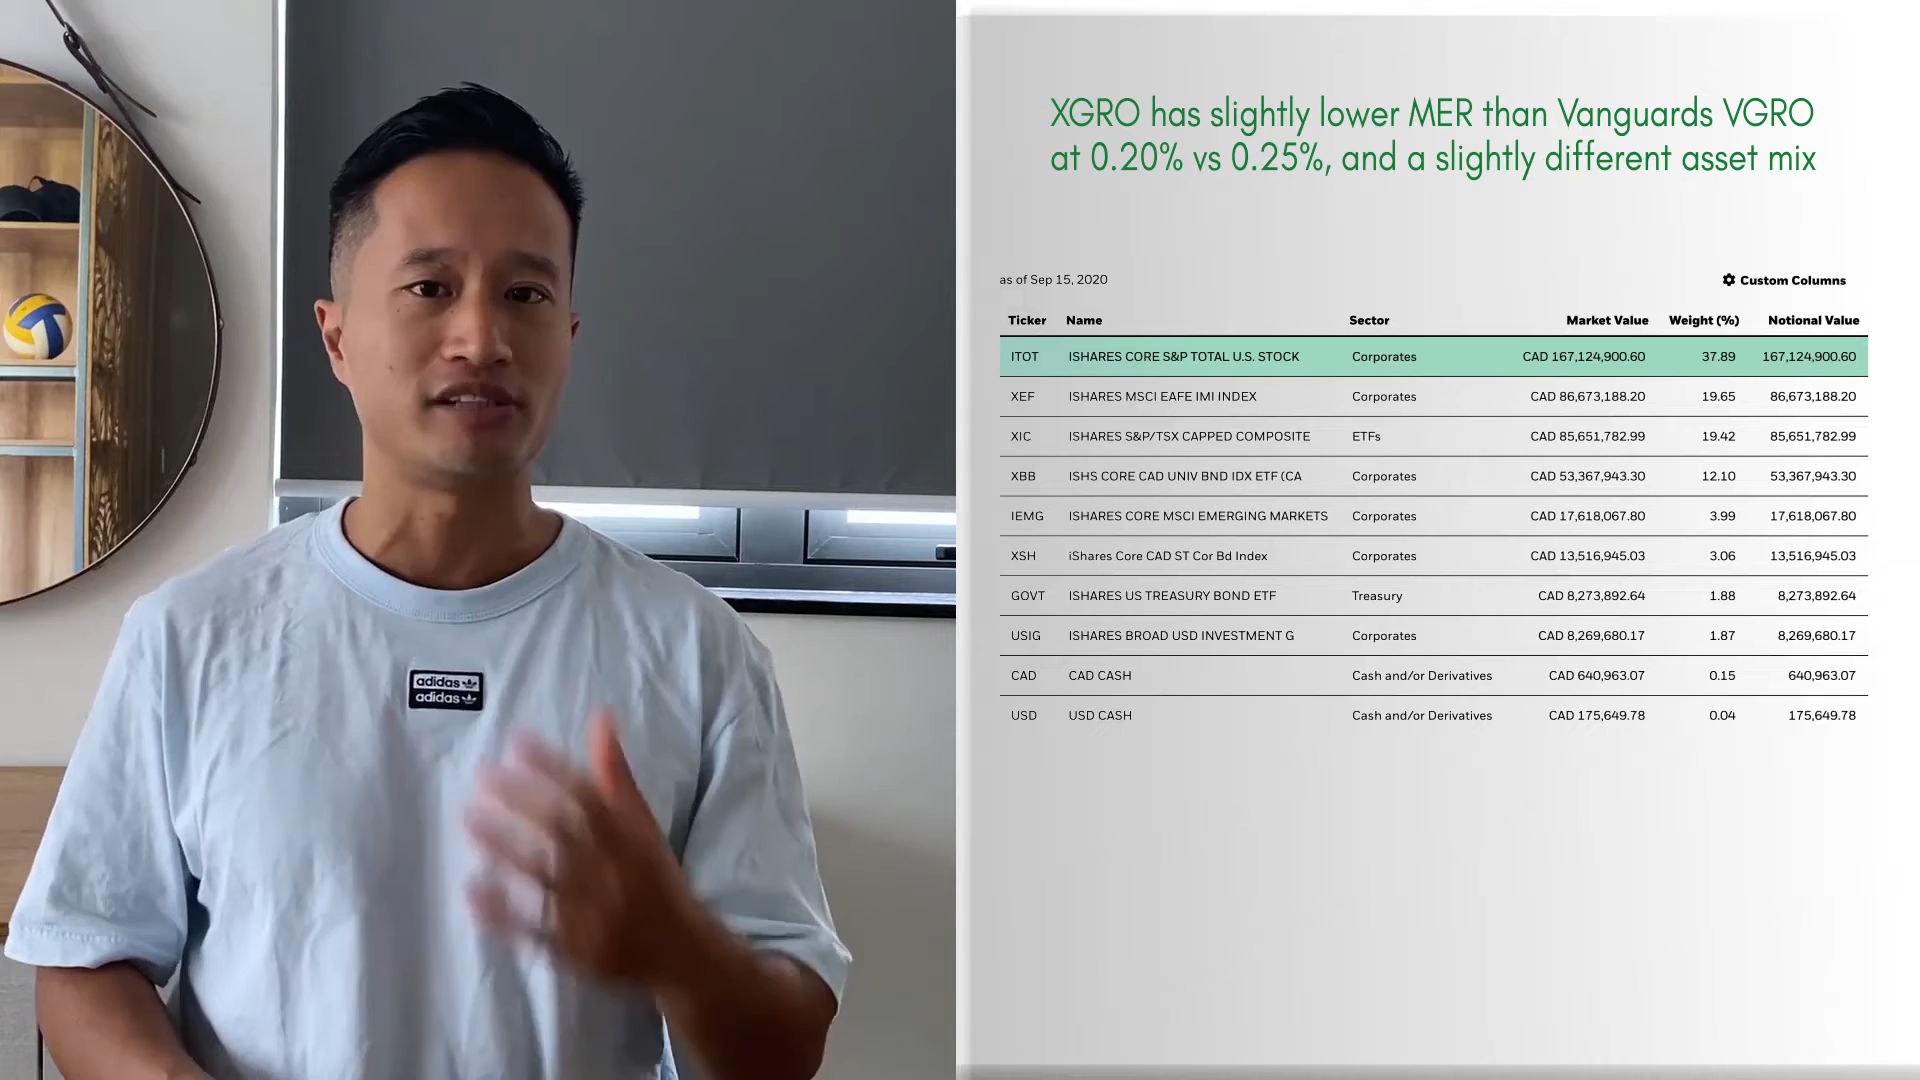 XGRO has slightly lower MER than Vanguards VGRO
at 0.20% vs 0.25%, and a slightly different asset mix
as of Sep 15, 2020 Custom Columns
Ticker Name Sector Market Value Weight (%) Notional Value
ITOT ISHARES CORE S&P TOTAL U.S. STOCK Corporates CAD 167,124,900.60 37.89 167,124,900.60
XEF ISHARES MSCI EAFE IMI INDEX Corporates CAD 86,673,188.20 19.65 86,673,188.20
XIC ISHARES S&P/TSX CAPPED COMPOSITE ETFs CAD 85,651,782.99 19.42 85,651,782.99
XBB ISHS CORE CAD UNIV BND IDX ETF (CA Corporates CAD 53,367,943.30 12.10 53,367,943.30
IEMG ISHARES CORE MSCI EMERGING MARKETS Corporates CAD 17,618,067.80 3.99 17,618,067.80
XSH iShares Core CAD ST Cor Bd Index Corporates CAD 13,516,945.03 3.06 13,516,945.03
GOVT ISHARES US TREASURY BOND ETF Treasury CAD 8,273,892.64 1.88 8,273,892.64
USIG ISHARES BROAD USD INVESTMENT G Corporates CAD 8,269,680.17 1.87 8,269,680.17
CAD CAD CASH Cash and/or Derivatives CAD 640,963.07 0.15 640,963.07
USD USD CASH Cash and/or Derivatives CAD 175,649.78 0.04 175,649.78
adidas
adidas